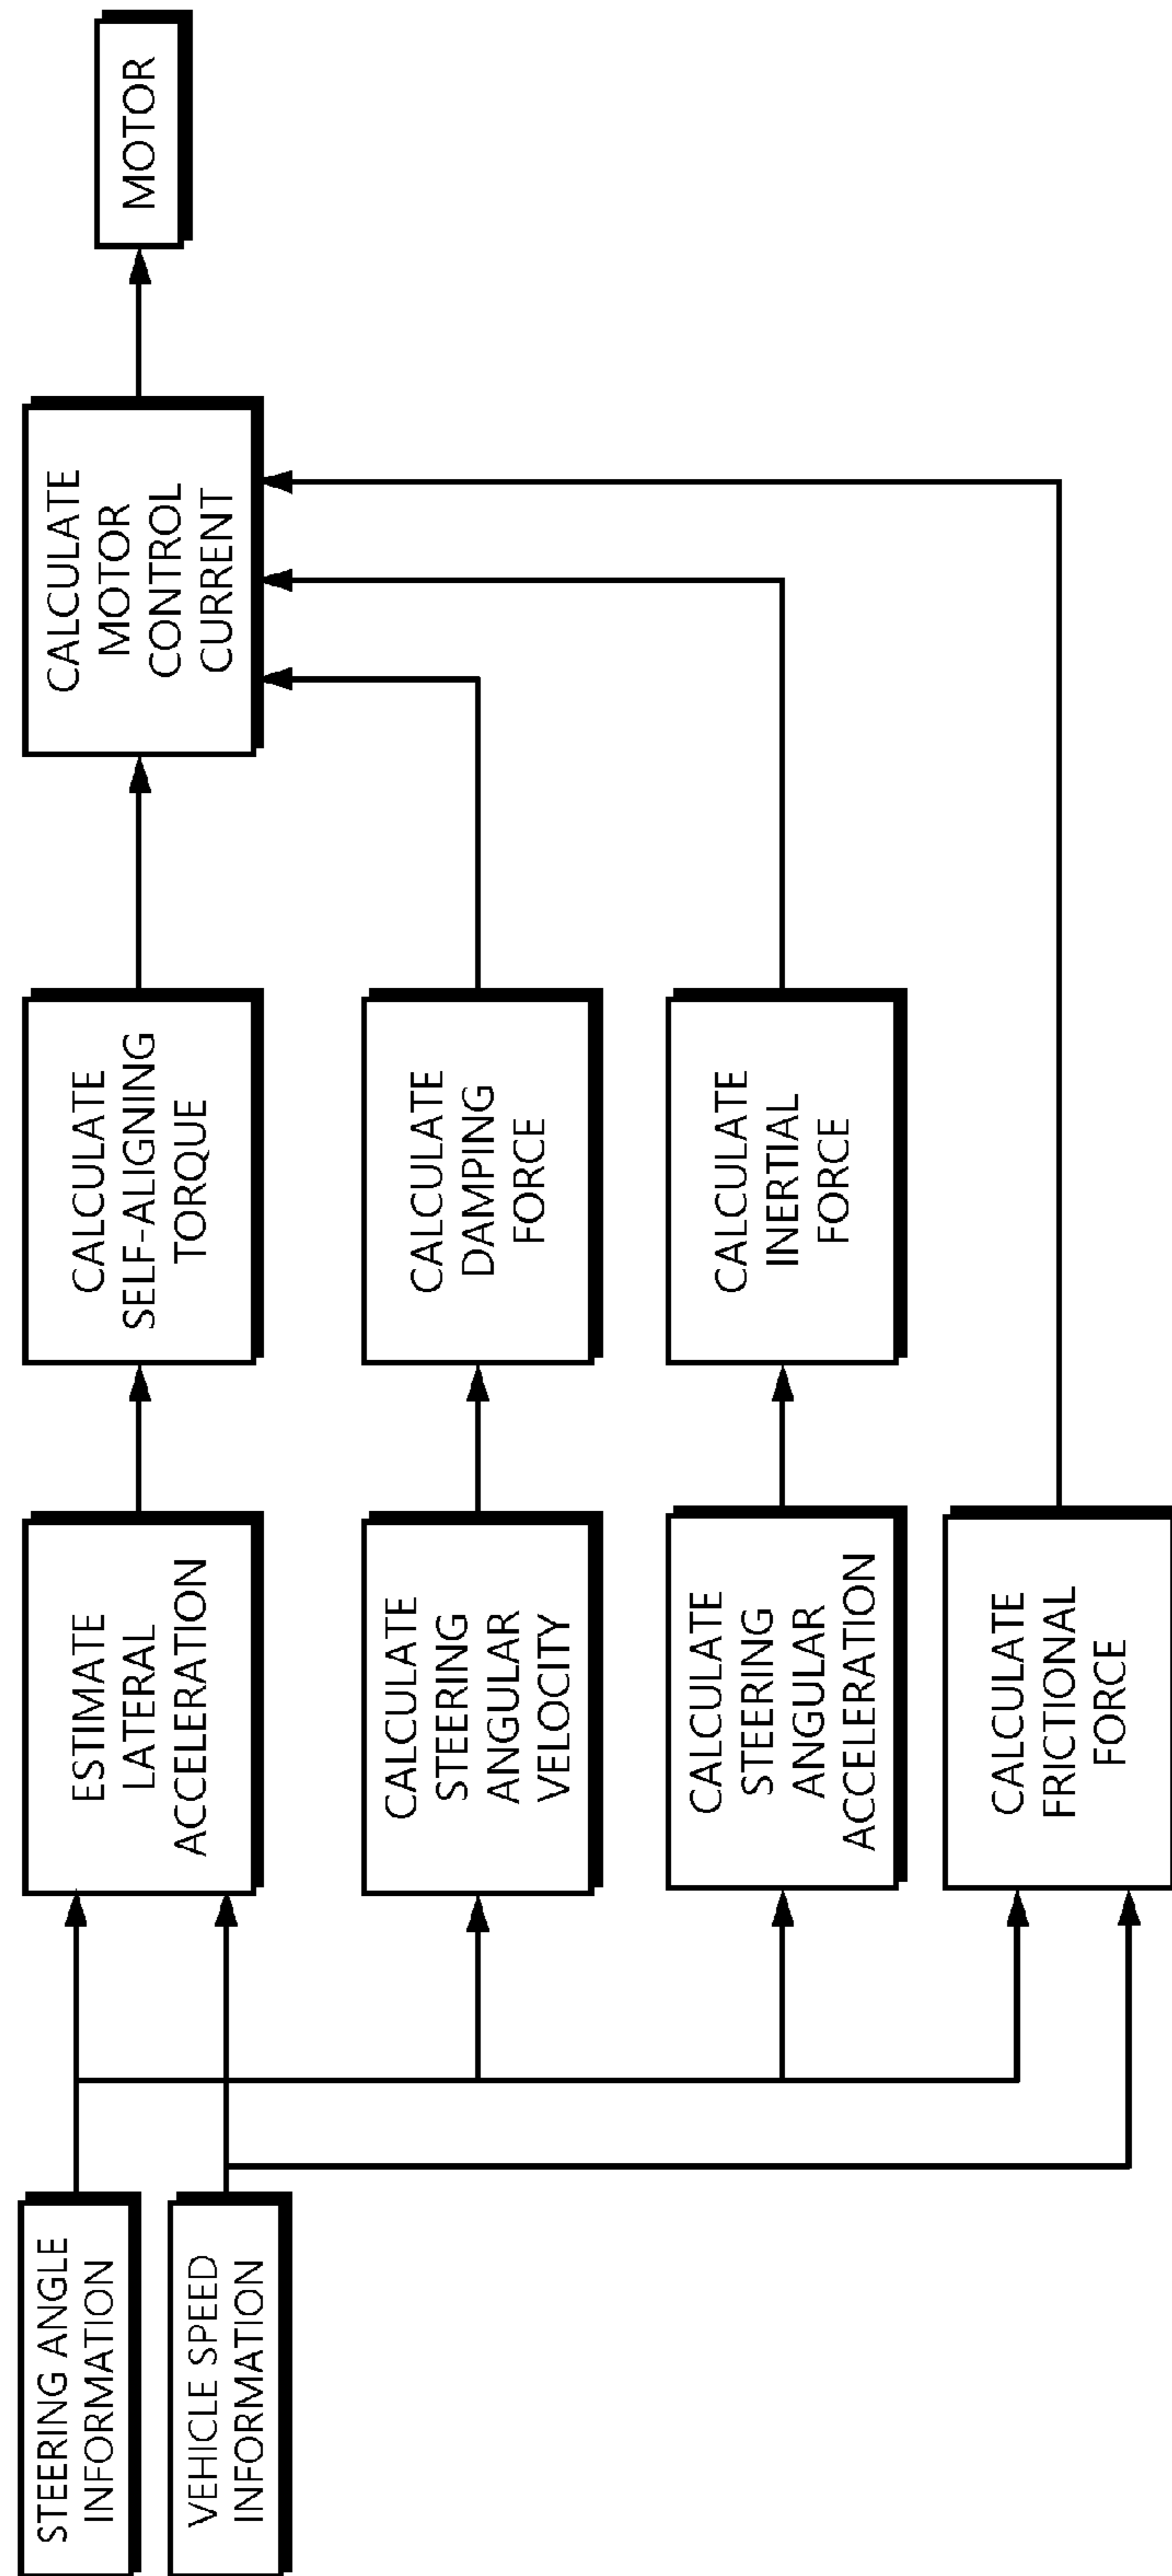 STEERING ANGLE
INFORMATION
VEHICLE SPEED
INFORMATION
ESTIMATE
LATERAL
ACCELERATION
CALCULATE
STEERING
ANGULAR
VELOCITY
CALCULATE
STEERING
ANGULAR
ACCELERATION
CALCULATE
FRICTIONAL
FORCE
CALCULATE
SELF-ALIGNING
TORQUE
CALCULATE
DAMPING
FORCE
CALCULATE
INERTIAL
FORCE
CALCULATE
MOTOR
CONTROL
CURRENT
MOTOR